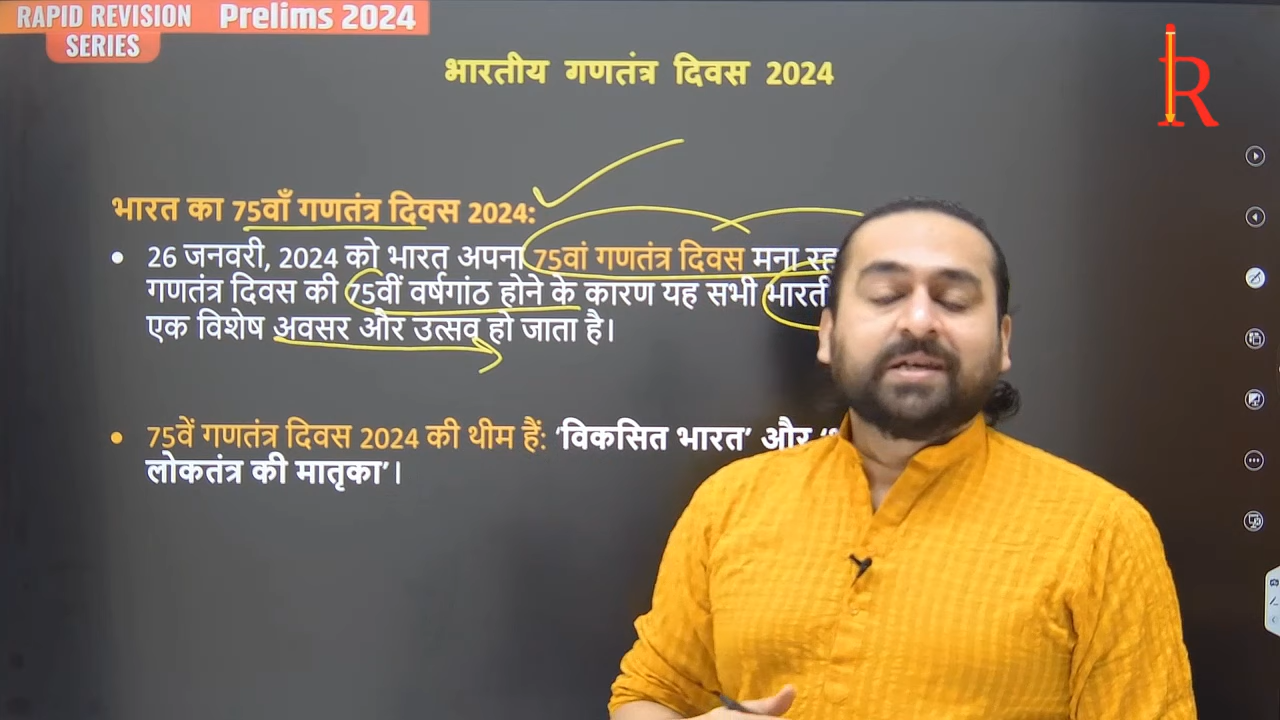 RAPID REVISION Prelims 2024
SERIES
भारतीय गणतंत्र दिवस 2024
R
भारत का 75वाँ गणतंत्र दिवस 2024:
• 26 जनवरी, 2024 को भारत अपना 75वां गणतंत्र दिवस मना
गणतंत्र दिवस की 75वीं वर्षगांठ होने के कारण यह सभी
एक विशेष अवसर और उत्सव हो जाता है।
• 75वें गणतंत्र दिवस 2024 की थीम हैं: ‘विकसित भारत’ और
लोकतंत्र की मातृका’।